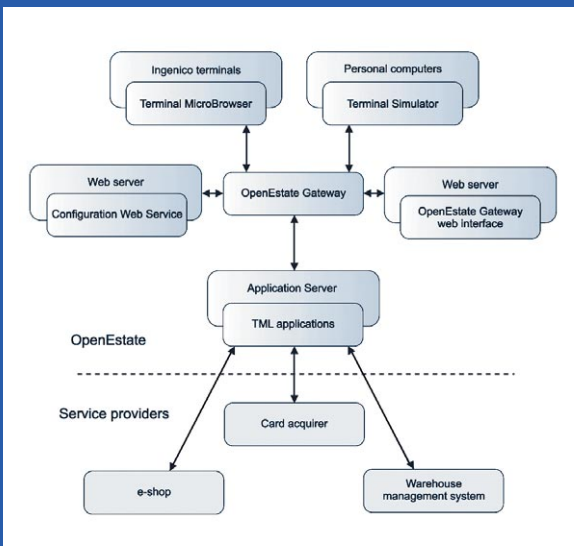 Ingenico terminals
Terminal MicroBrowser
Personal computers
Terminal Simulator
Web server
Configuration Web Service
OpenEstate Gateway
Web server
OpenEstate Gateway
web interface
Application Server
TML applications
OpenEstate
Service providers
Card acquirer
e-shop
Warehouse
management system